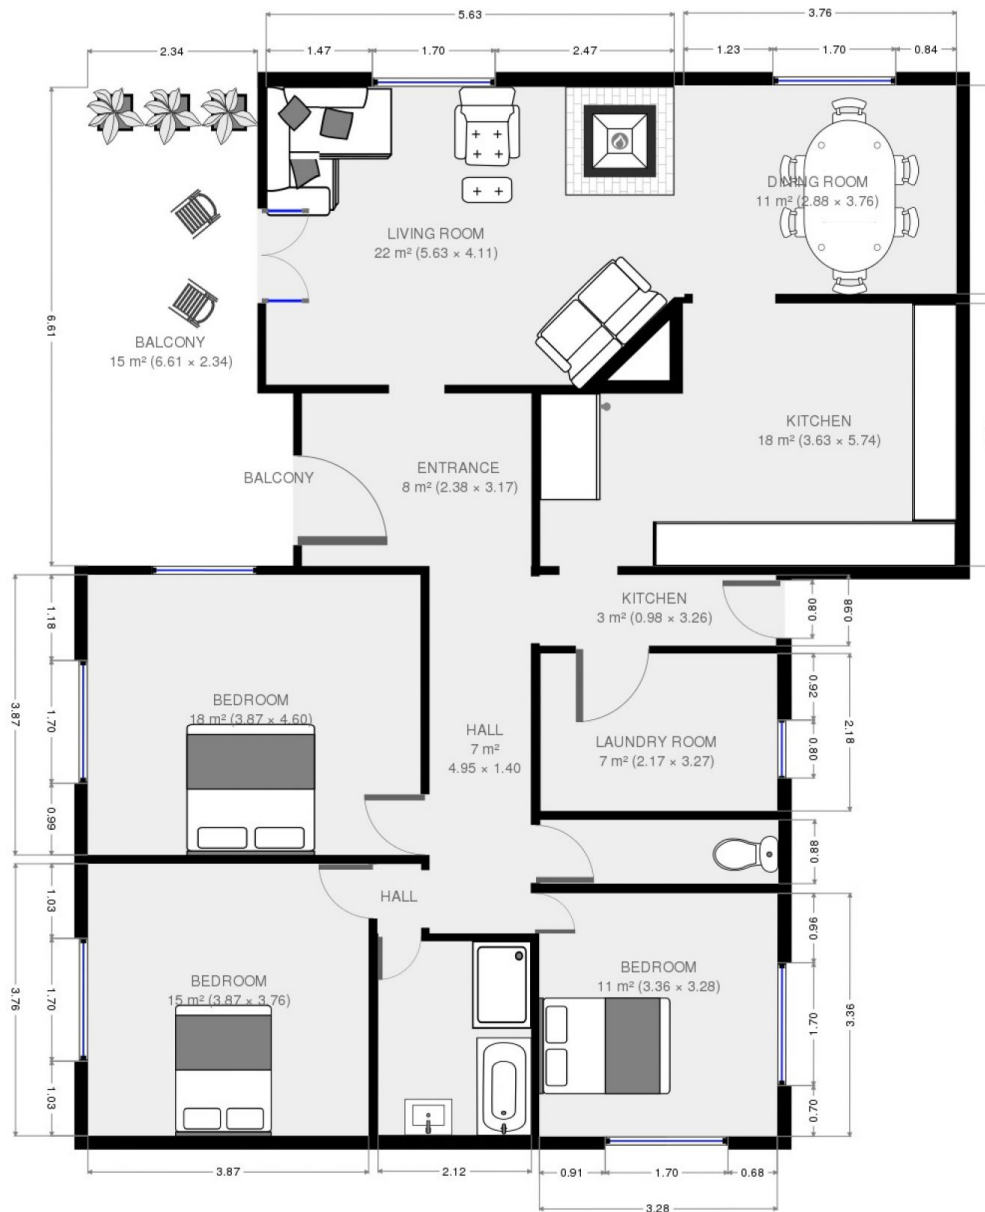 5.63
3.76
2.34
1.47
1.70
2.47
1.23
1.70
0.84
DINING ROOM
11 m² (2.88 × 3.76)
LIVING ROOM
22 m² (5.63 × 4.11)
6.61
BALCONY
15 m² (6.61 × 2.34)
KITCHEN
18 m² (3.63 × 5.74)
ENTRANCE
8 m² (2.38 × 3.17)
BALCONY
KITCHEN
3 m² (0.98 × 3.26)
0.80
0.98
1.18
3.87
1.70
0.99
BEDROOM
18 m² (3.87 × 4.60)
HALL
7 m²
4.95 × 1.40
LAUNDRY ROOM
7 m² (2.17 × 3.27)
0.92
0.80
2.18
0.88
HALL
1.03
3.76
1.70
1.03
BEDROOM
15 m² (3.87 × 3.76)
BEDROOM
11 m² (3.36 × 3.28)
0.96
1.70
0.70
3.36
3.87
2.12
0.91
1.70
0.68
3.28